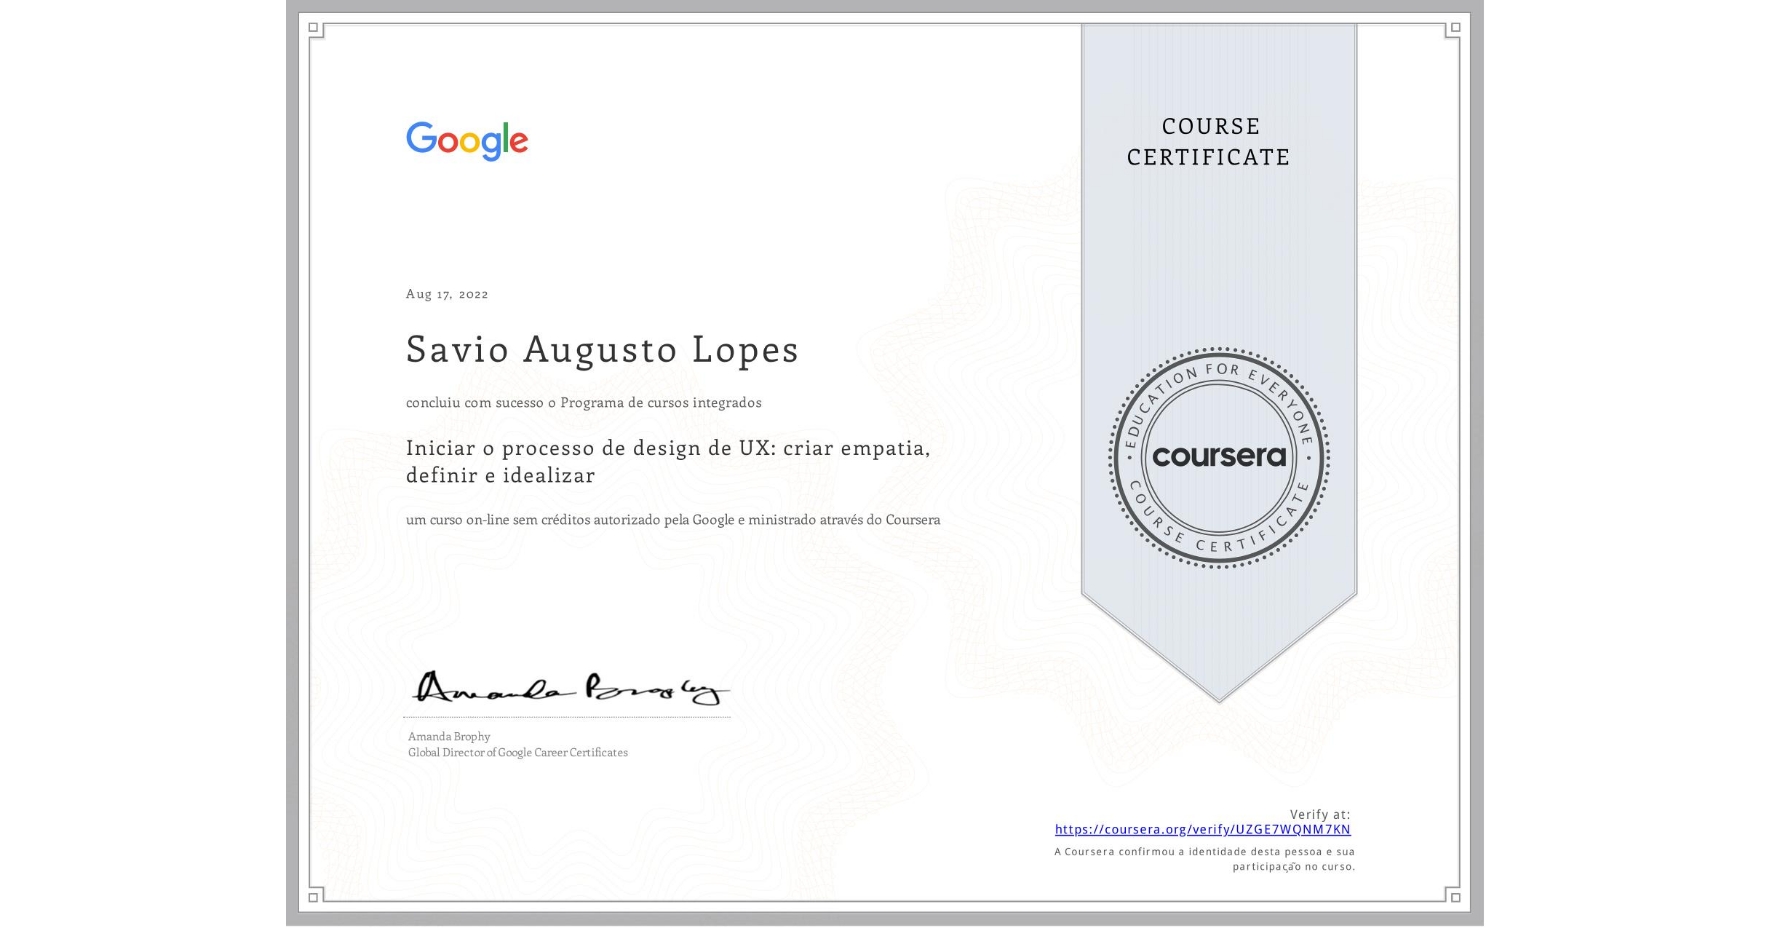 Google
COURSE
CERTIFICATE
Aug 17, 2022
Savio Augusto Lopes
concluiu com sucesso o Programa de cursos integrados
Iniciar o processo de design de UX: criar empatia,
definir e idealizar
um curso on-line sem créditos autorizado pela Google e ministrado através do Coursera
EDUCATION FOR EVERYONE
coursera
COURSE CERTIFICATE
Amanda Brophy
Amanda Brophy
Global Director of Google Career Certificates
Verify at:
https://coursera.org/verify/UZGE7WQNM7KN
A Coursera confirmou a identidade desta pessoa e sua
participação no curso.